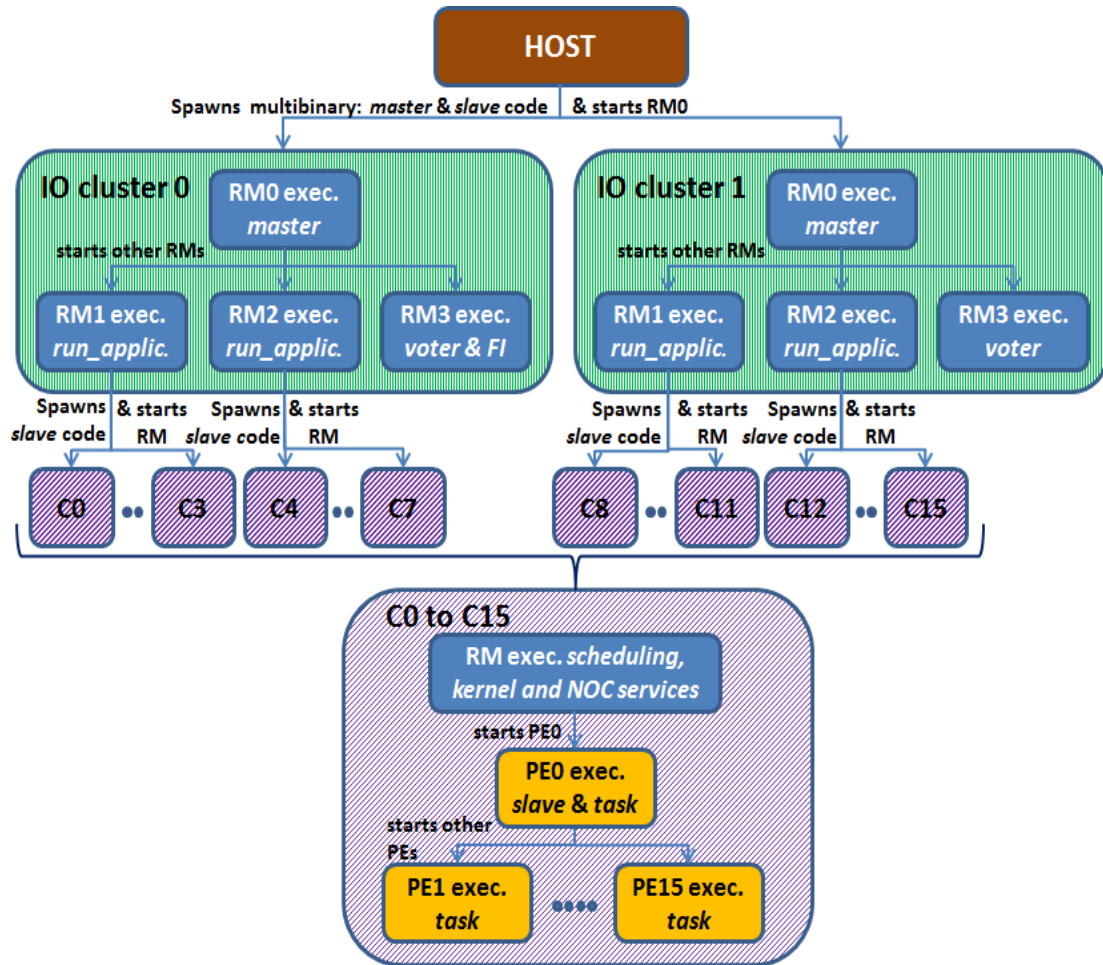 HOST
Spawns multibinary: master & slave code & starts RM0
IO cluster 0
RM0 exec.
master
starts other RMs
RM1 exec.
run_applic.
RM2 exec.
run_applic.
RM3 exec.
voter & FI
IO cluster 1
RM0 exec.
master
starts other RMs
RM1 exec.
run_applic.
RM2 exec.
run_applic.
RM3 exec.
voter
Spawns & starts
slave code RM
Spawns & starts
slave code RM
Spawns & starts
slave code RM
Spawns & starts
slave code RM
C0 C3 C4 C7 C8 C11 C12 C15
C0 to C15
RM exec. scheduling,
kernel and NOC services
starts PE0
PE0 exec.
slave & task
starts other
PEs
PE1 exec.
task
PE15 exec.
task